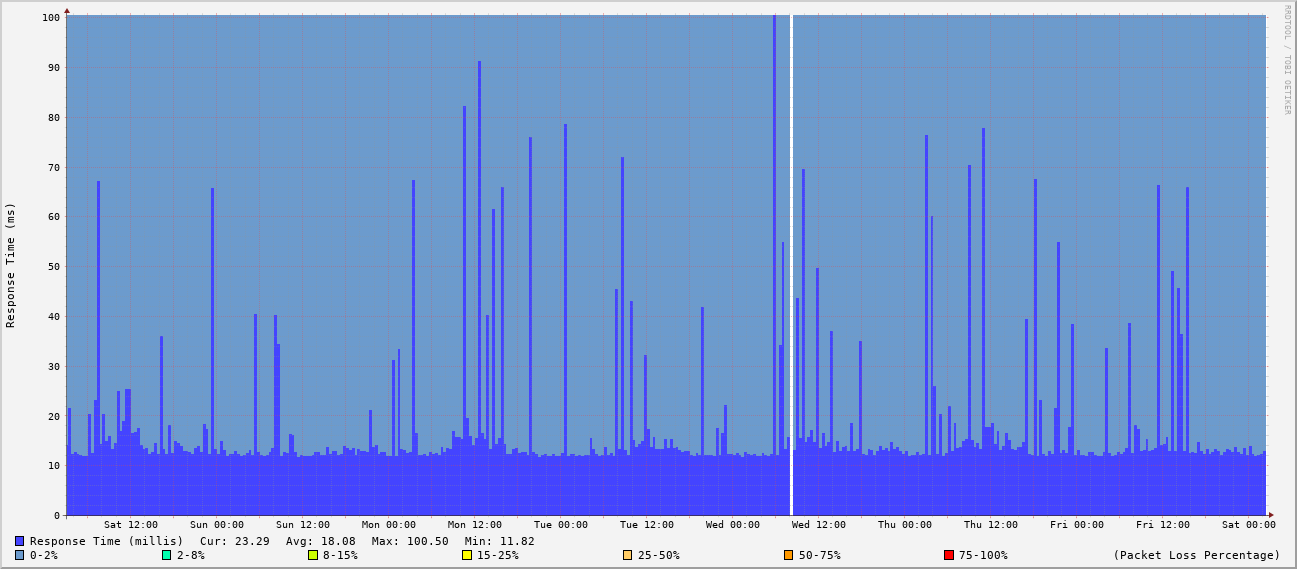 RRDTOOL / TOBI OETIKER
Response Time (ms)
100
90
80
70
60
50
40
30
20
10
0
Sat 12:00 Sun 00:00 Sun 12:00 Mon 00:00 Mon 12:00 Tue 00:00 Tue 12:00 Wed 00:00 Wed 12:00 Thu 00:00 Thu 12:00 Fri 00:00 Fri 12:00 Sat 00:00
Response Time (millis) Cur: 23.29 Avg: 18.08 Max: 100.50 Min: 11.82
0-2% 2-8% 8-15% 15-25% 25-50% 50-75% 75-100% (Packet Loss Percentage)